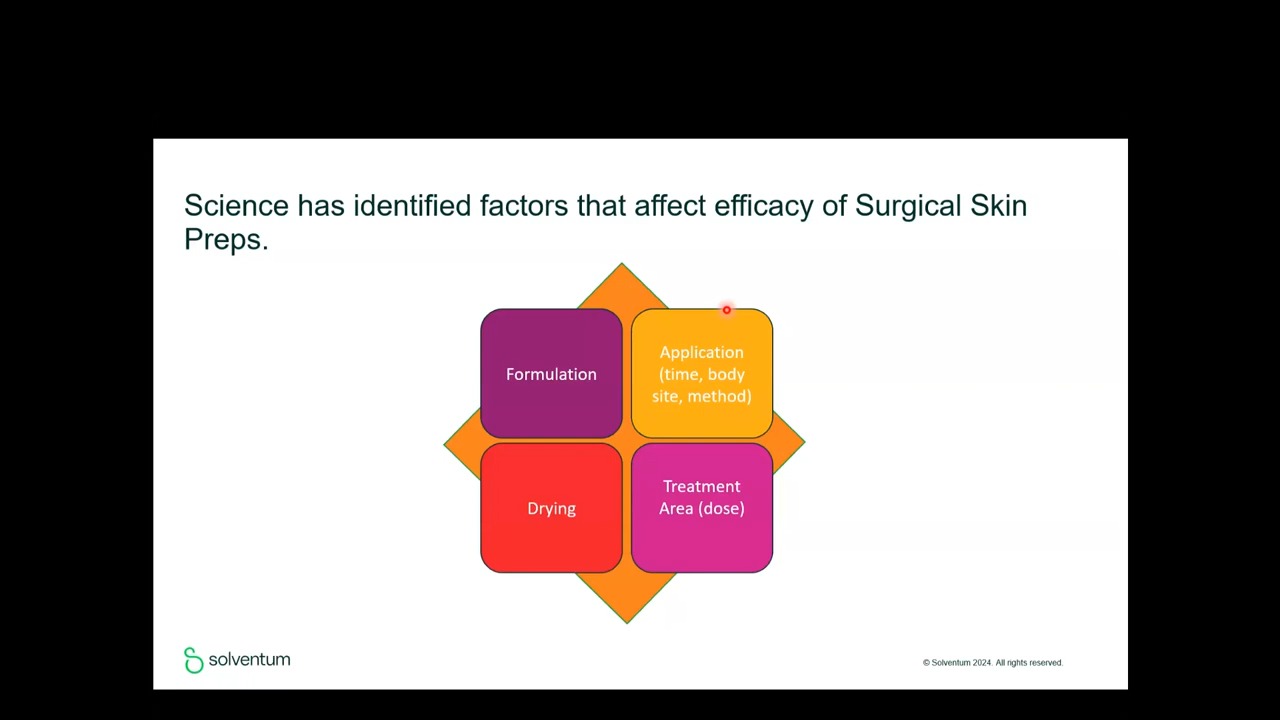 Science has identified factors that affect efficacy of Surgical Skin
Preps.
Formulation
Application
(time, body
site, method)
Drying
Treatment
Area (dose)
solventum
© Solventum 2024. All rights reserved.